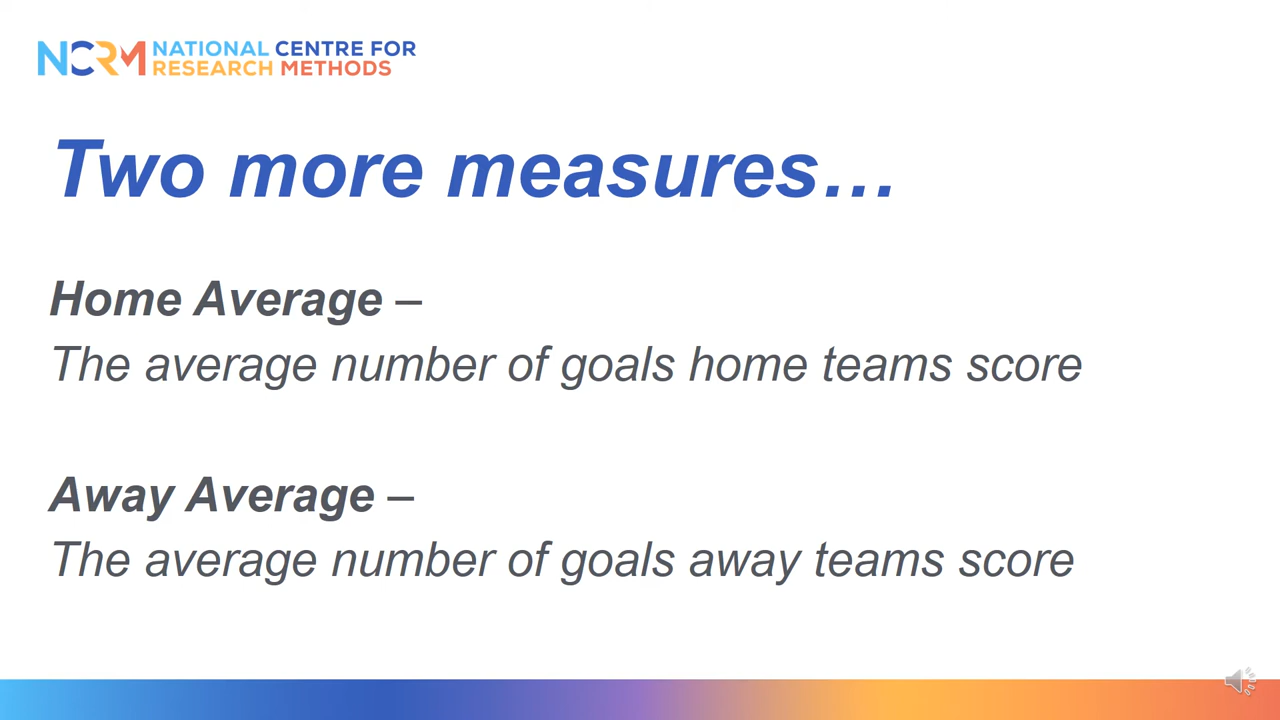 NCRM NATIONAL CENTRE FOR
RESEARCH METHODS
Two more measures…
Home Average –
The average number of goals home teams score
Away Average –
The average number of goals away teams score